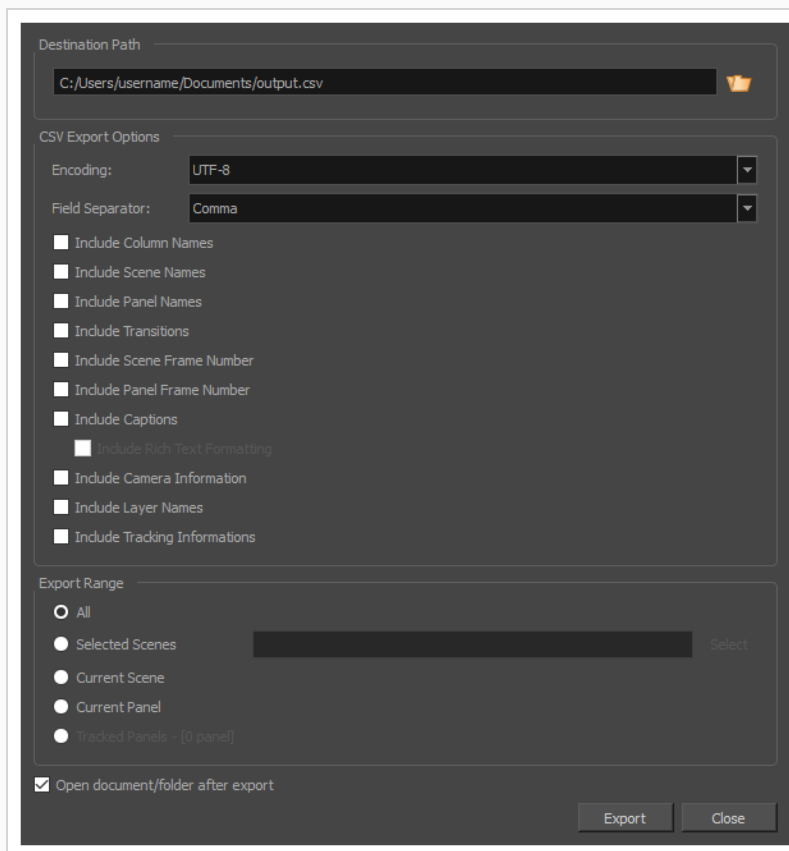 Destination Path
C:/Users/username/Documents/output.csv
CSV Export Options
Encoding: UTF-8
Field Separator: Comma
Include Column Names
Include Scene Names
Include Panel Names
Include Transitions
Include Scene Frame Number
Include Panel Frame Number
Include Captions
Include Rich Text Formatting
Include Camera Information
Include Layer Names
Include Tracking Informations
Export Range
All
Selected Scenes Select
Current Scene
Current Panel
Tracked Panels - [0 panel]
Open document/folder after export
Export Close